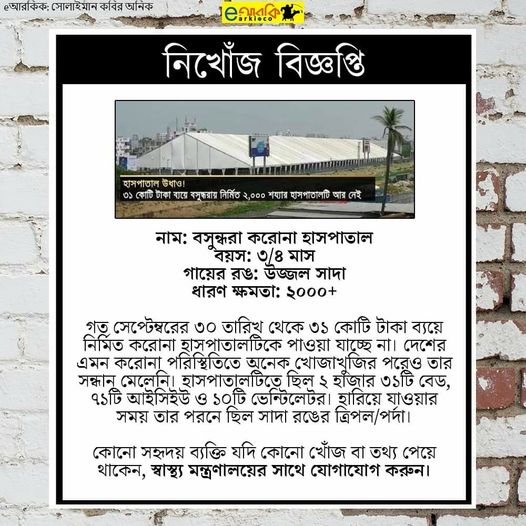 eআরকিক: সোলাইমান কবির অনিক
eআরকি
earkiছo
নিখোঁজ বিজ্ঞপ্তি
হাসপাতাল উধাও!
৩১ কোটি টাকা ব্যয়ে বসুন্ধরায় নির্মিত ২,০০০ শয্যার হাসপাতালটি আর নেই
নাম: বসুন্ধরা করোনা হাসপাতাল
বয়স: ৩/৪ মাস
গায়ের রঙ: উজ্জল সাদা
ধারণ ক্ষমতা: ২০০০+
গত সেপ্টেম্বরের ৩০ তারিখ থেকে ৩১ কোটি টাকা ব্যয়ে
নির্মিত করোনা হাসপাতালটিকে পাওয়া যাচ্ছে না। দেশের
এমন করোনা পরিস্থিতিতে অনেক খোজাখুজির পরেও তার
সন্ধান মেলেনি। হাসপাতালটিতে ছিল ২ হাজার ৩১টি বেড,
৭১টি আইসিইউ ও ১০টি ভেন্টিলেটর। হারিয়ে যাওয়ার
সময় তার পরনে ছিল সাদা রঙের ত্রিপল/পর্দা।
কোনো সহৃদয় ব্যক্তি যদি কোনো খোঁজ বা তথ্য পেয়ে
থাকেন, স্বাস্থ্য মন্ত্রণালয়ের সাথে যোগাযোগ করুন।